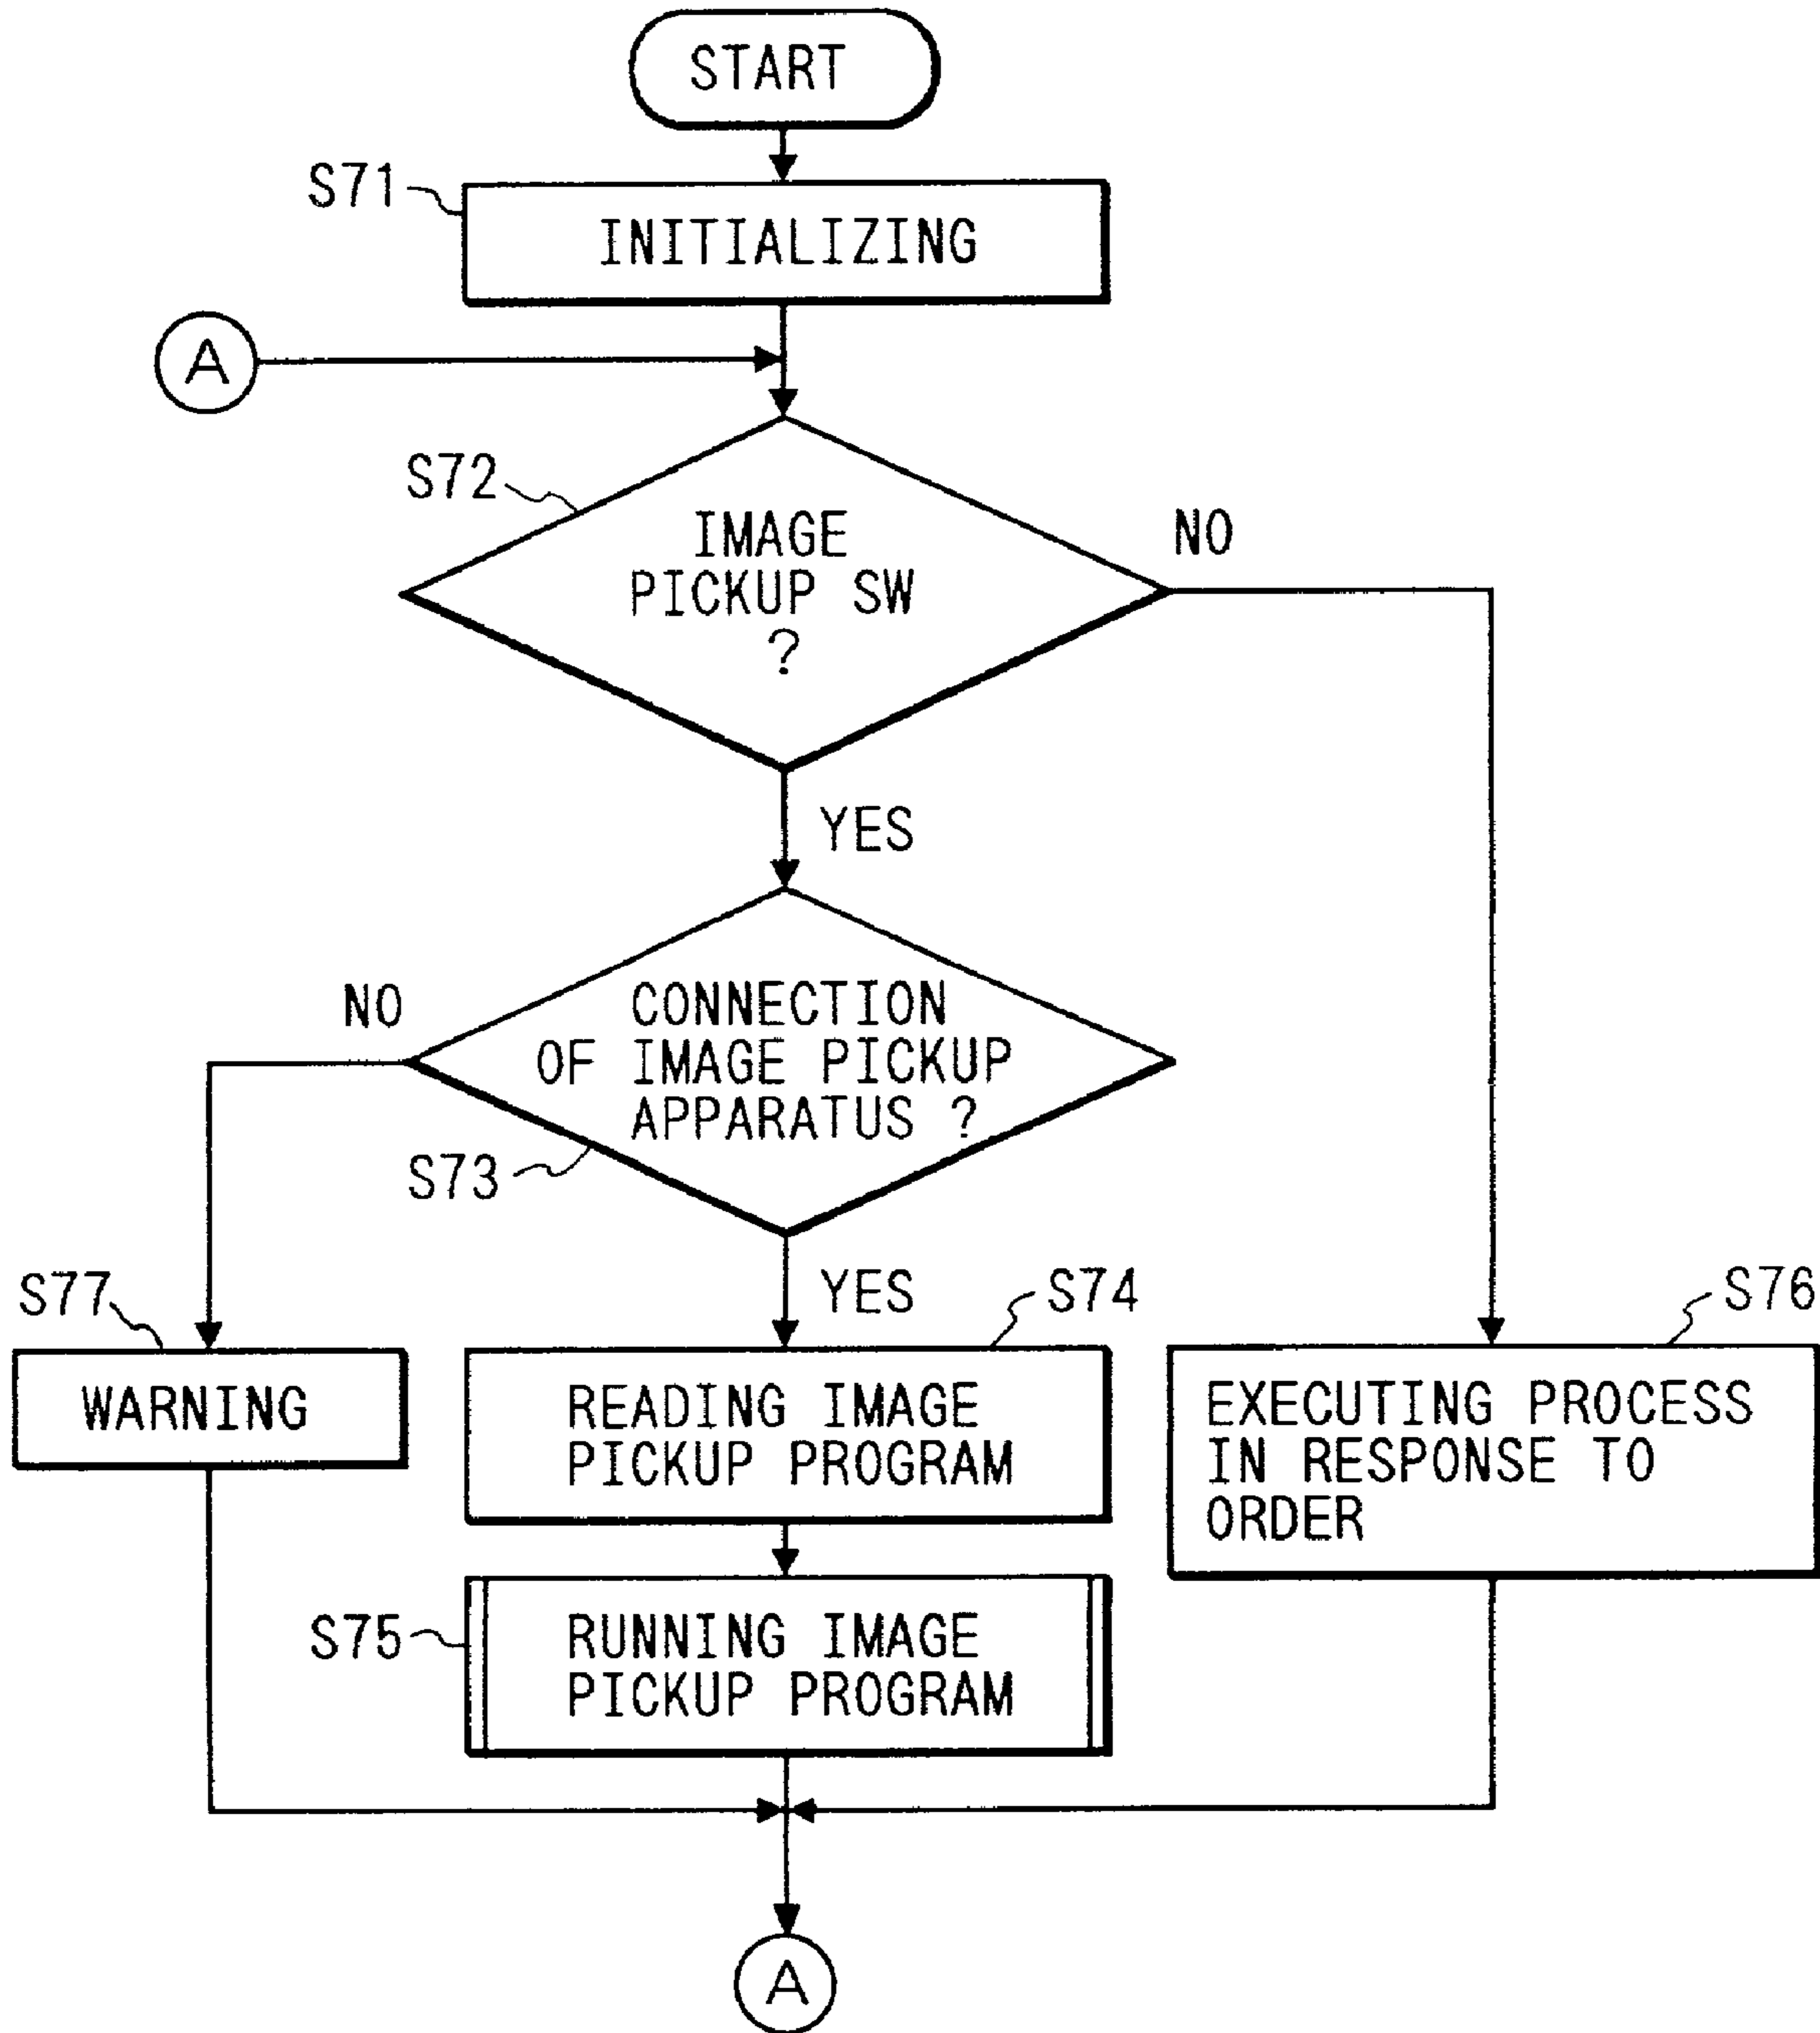 START
S71
INITIALIZING
A
S72
IMAGE
PICKUP SW
?
NO
YES
NO
CONNECTION
OF IMAGE PICKUP
APPARATUS ?
S73
S77
YES
S74
S76
WARNING
READING IMAGE
PICKUP PROGRAM
EXECUTING PROCESS
IN RESPONSE TO
ORDER
S75
RUNNING IMAGE
PICKUP PROGRAM
A